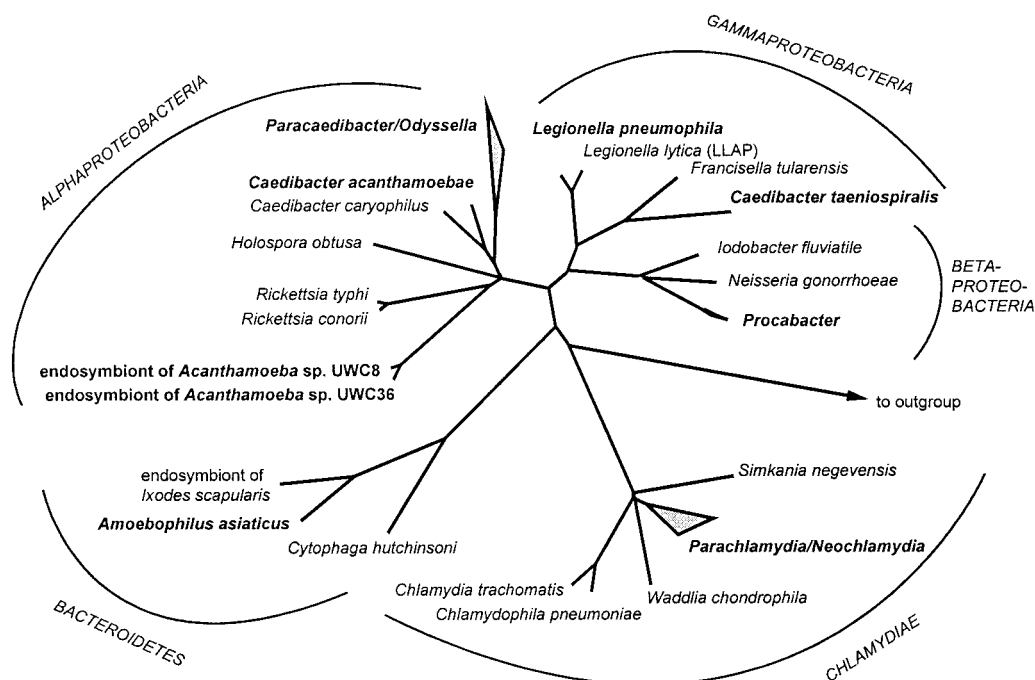 GAMMAPROTEOBACTERIA
ALPHAPROTEOBACTERIA
Paracaedibacter/Odyssella
Legionella pneumophila
Legionella lytica (LLAP)
Francisella tularensis
Caedibacter acanthamoebae
Caedibacter caryophilus
Caedibacter taeniospiralis
Holospora obtusa
Iodobacter fluviatile
Neisseria gonorrhoeae
BETA-
PROTEO-
BACTERIA
Rickettsia typhi
Rickettsia conorii
Procabacter
endosymbiont of Acanthamoeba sp. UWC8
endosymbiont of Acanthamoeba sp. UWC36
to outgroup
endosymbiont of
Ixodes scapularis
Amoebophilus asiaticus
Cytophaga hutchinsoni
Simkania negevensis
Parachlamydia/Neochlamydia
Chlamydia trachomatis
Chlamydophila pneumoniae
Waddlia chondrophila
BACTEROIDETES
CHLAMYDIAE